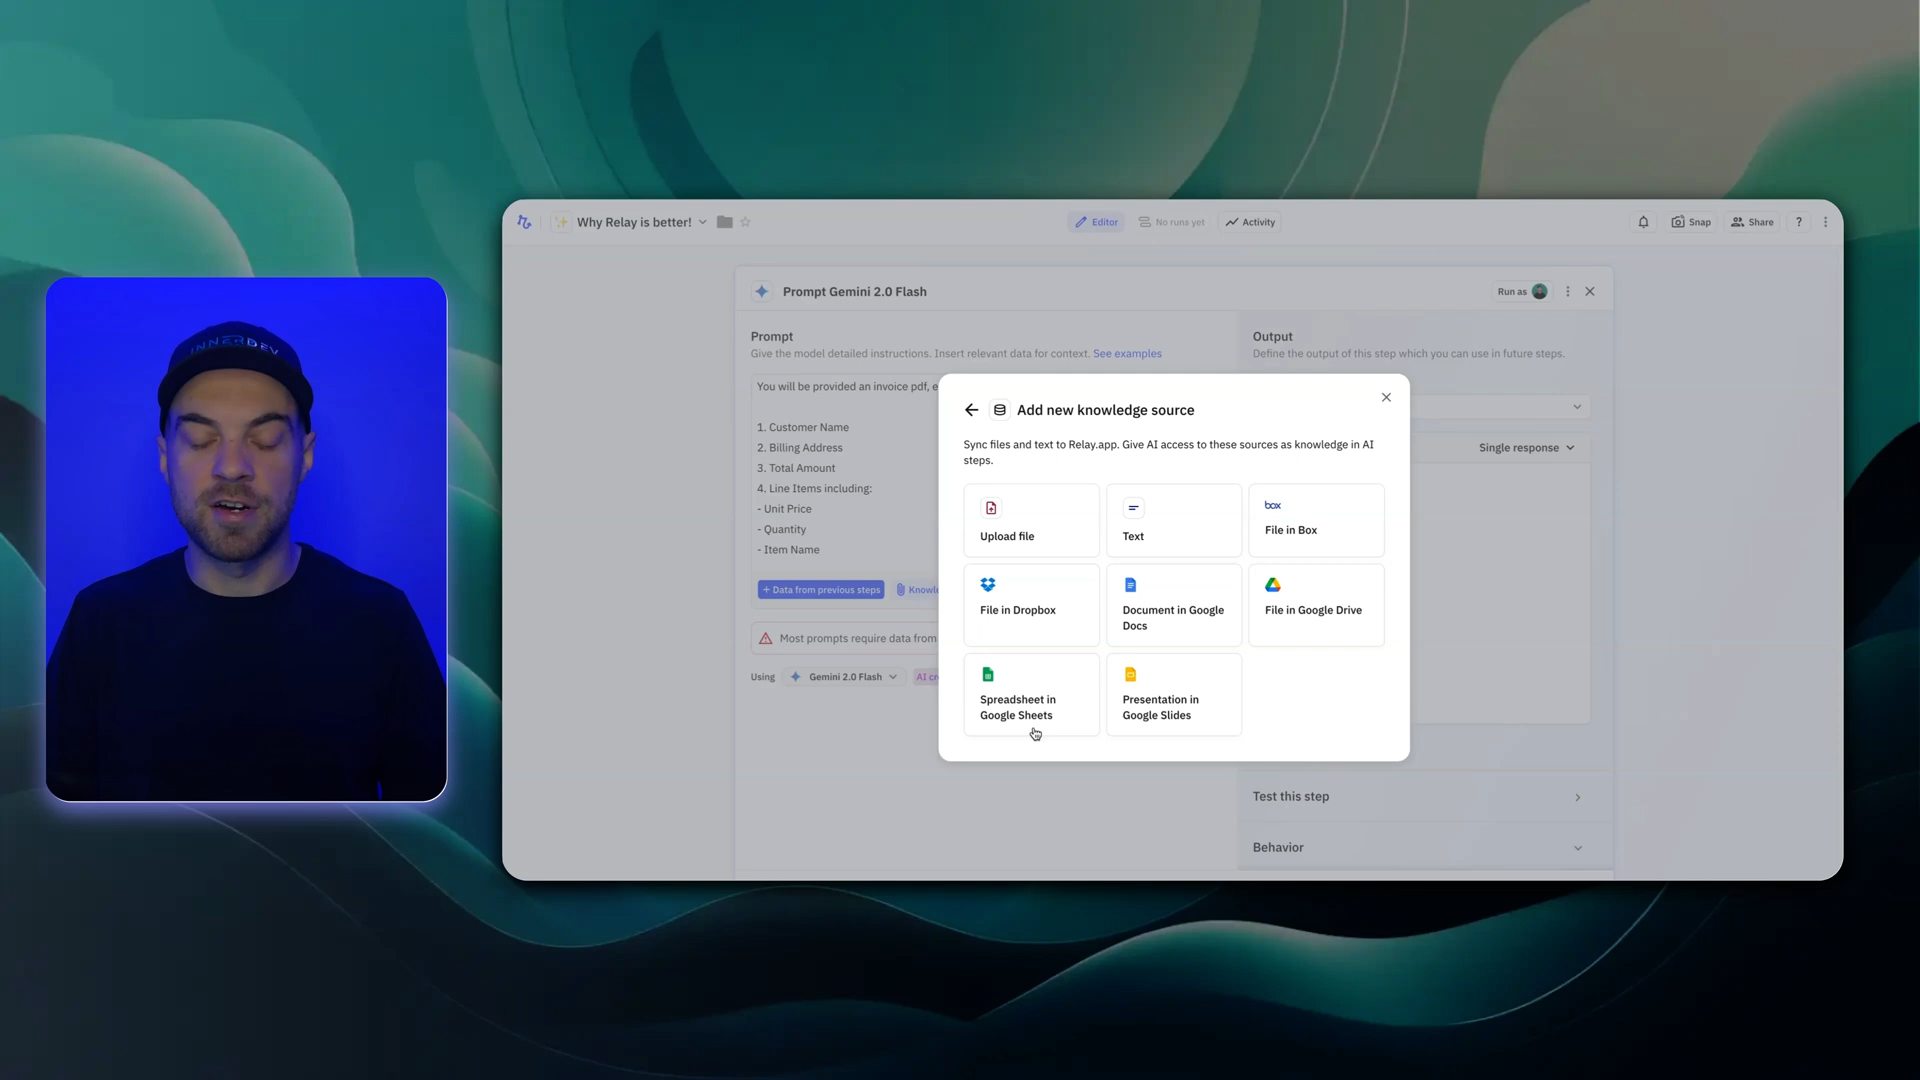 Why Relay is better!
Editor
No runs yet
Activity
Snap
Share
?
Prompt Gemini 2.0 Flash
Run as
Prompt
Give the model detailed instructions. Insert relevant data for context. See examples
You will be provided an invoice pdf, e
1. Customer Name
2. Billing Address
3. Total Amount
4. Line Items including:
- Unit Price
- Quantity
- Item Name
+ Data from previous steps
Knowle
Most prompts require data from
Using
Gemini 2.0 Flash
AI cr
Output
Define the output of this step which you can use in future steps.
Single response
Test this step
Behavior
Add new knowledge source
Sync files and text to Relay.app. Give AI access to these sources as knowledge in AI
steps.
Upload file
Text
box
File in Box
File in Dropbox
Document in Google
Docs
File in Google Drive
Spreadsheet in
Google Sheets
Presentation in
Google Slides
INNERDEV